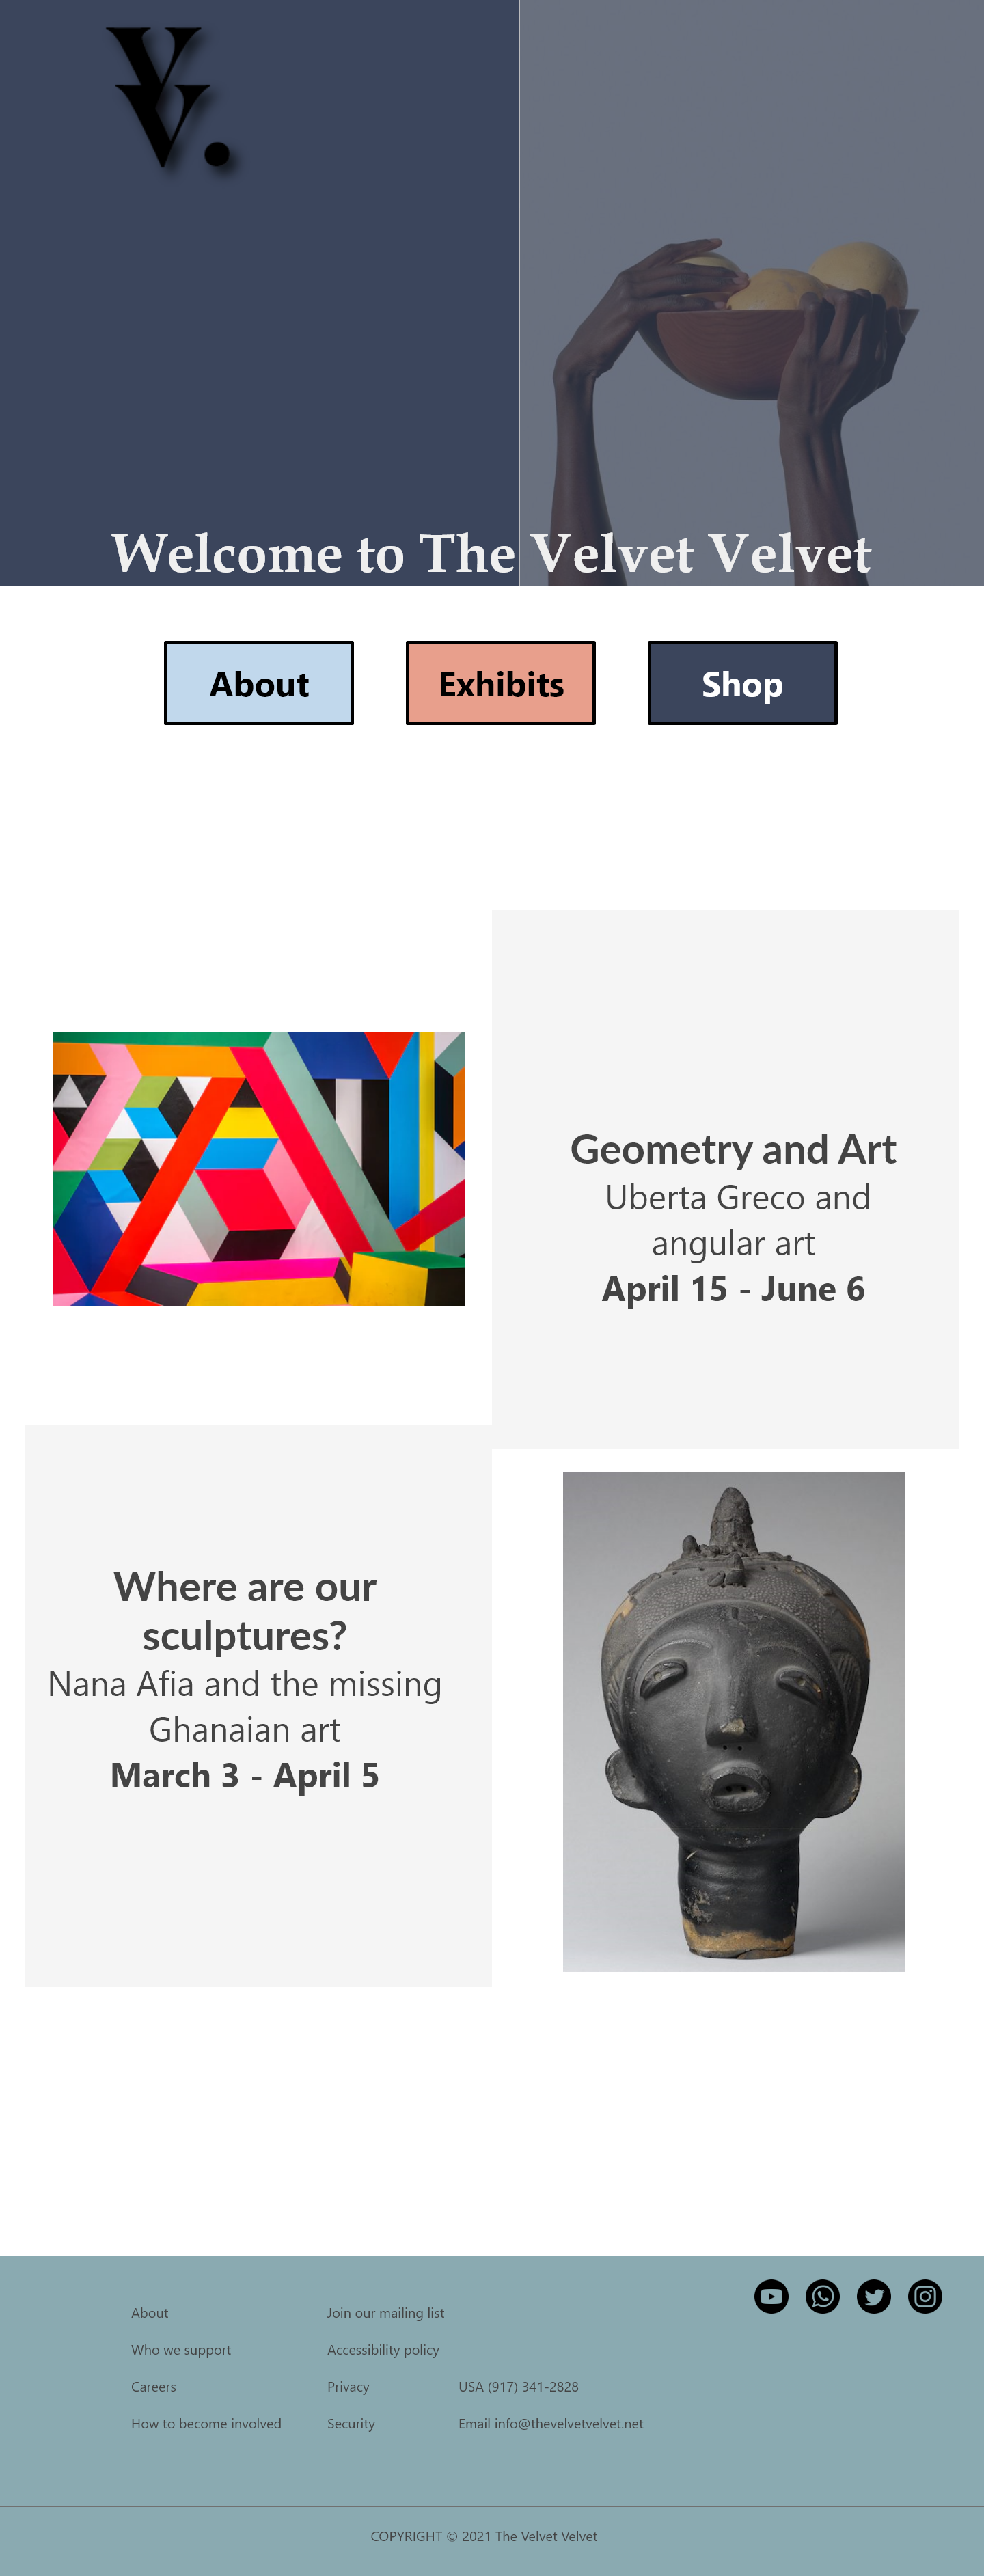 VV.
Welcome to The Velvet Velvet
About
Exhibits
Shop
Geometry and Art
Uberta Greco and
angular art
April 15 - June 6
Where are our
sculptures?
Nana Afia and the missing
Ghanaian art
March 3 - April 5
About
Who we support
Careers
How to become involved
Join our mailing list
Accessibility policy
Privacy
Security
USA (917) 341-2828
Email info@thevelvetvelvet.net
COPYRIGHT © 2021 The Velvet Velvet